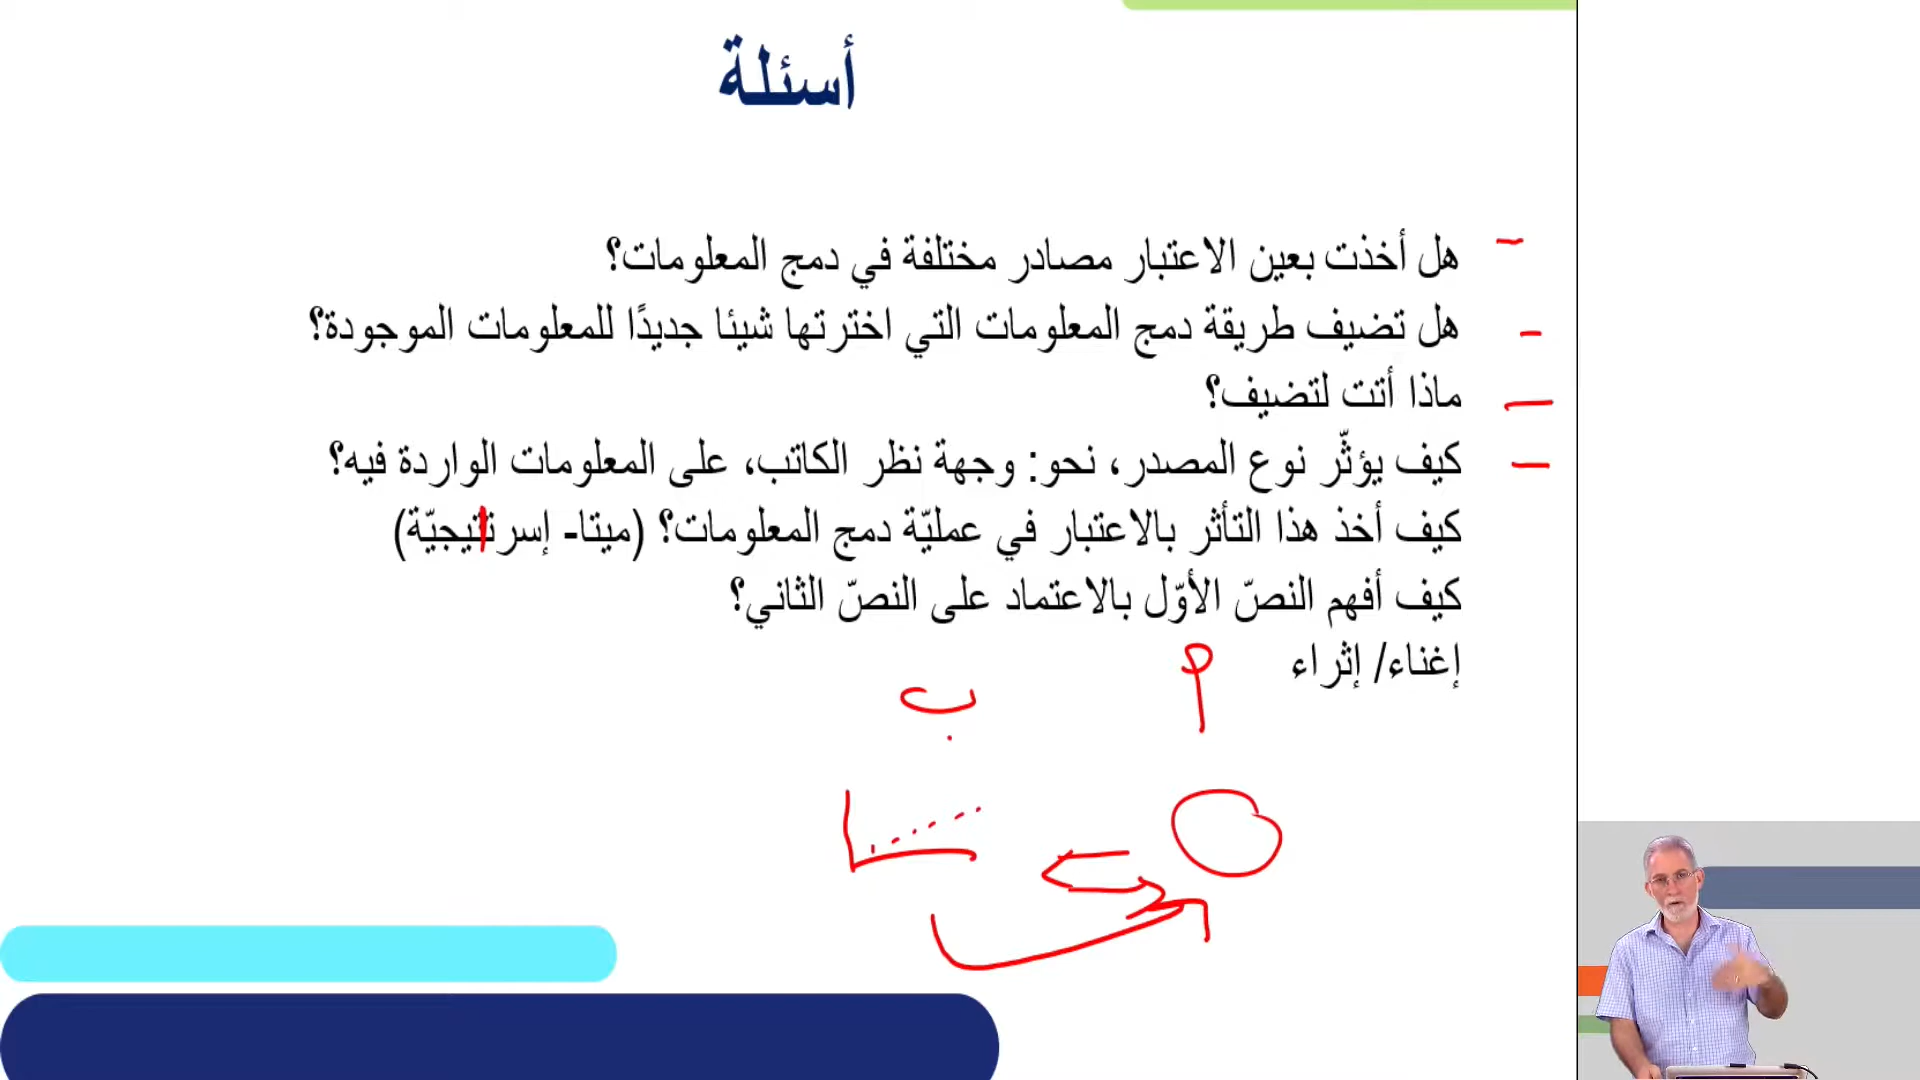 أسئلة
هل أخذت بعين الاعتبار مصادر مختلفة في دمج المعلومات؟
هل تضيف طريقة دمج المعلومات التي اخترتها شيئا جديدًا للمعلومات الموجودة؟
ماذا أتت لتضيف؟
كيف يؤثّر نوع المصدر، نحو: وجهة نظر الكاتب، على المعلومات الواردة فيه؟
كيف أخذ هذا التأثر بالاعتبار في عمليّة دمج المعلومات؟ (ميتا- إسرتتيجيّة)
كيف أفهم النصّ الأوّل بالاعتماد على النصّ الثاني؟
إغناء/ إثراء
ب